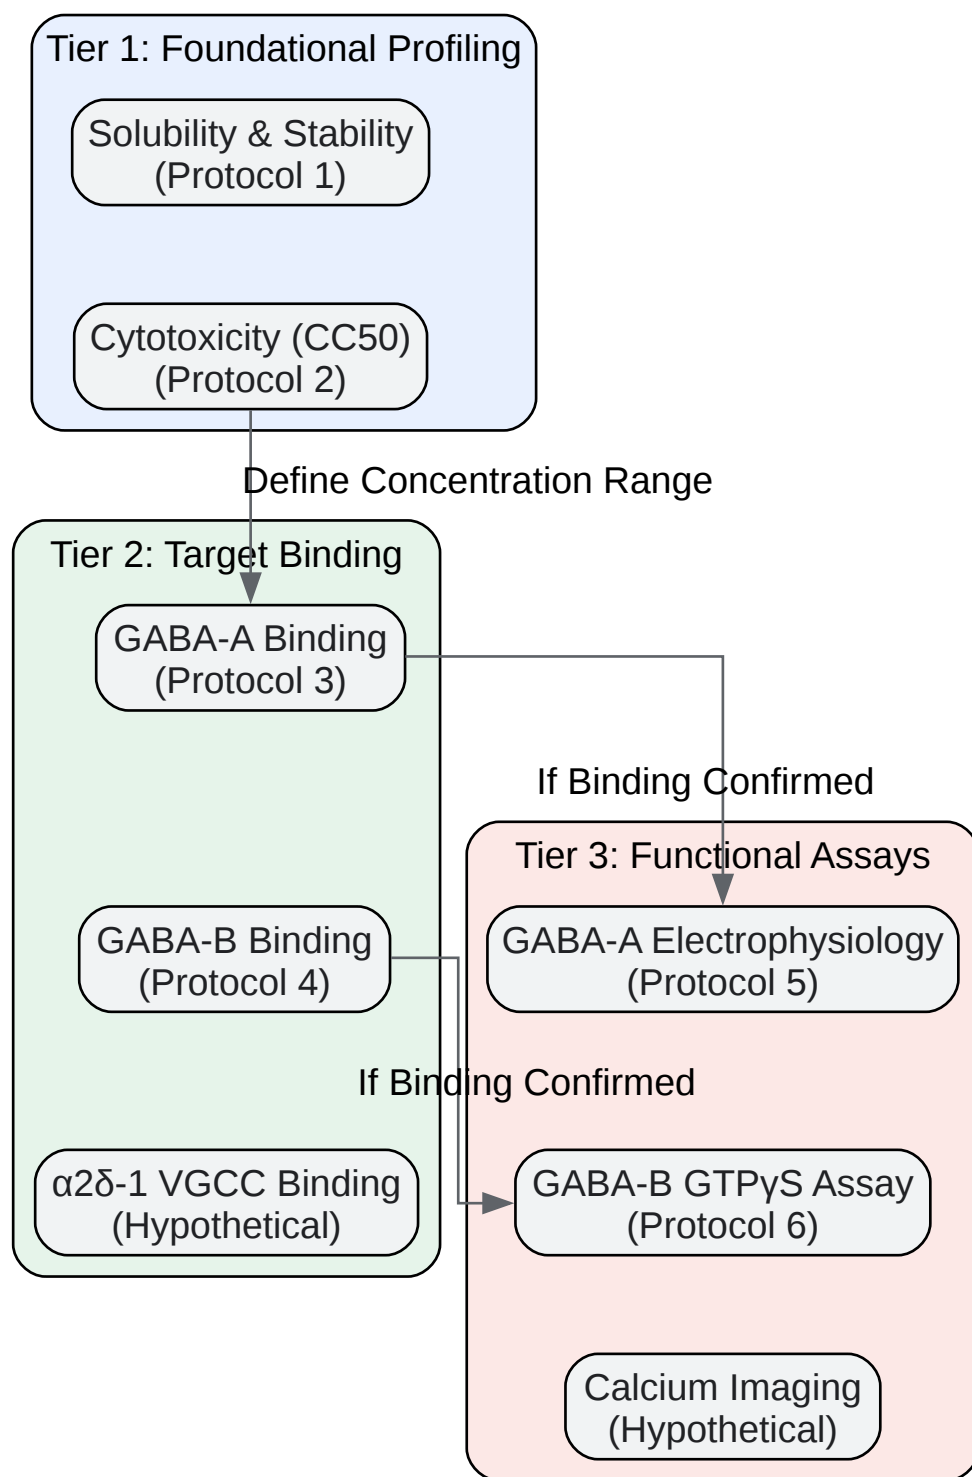 Tier 1: Foundational Profiling
Solubility & Stability
(Protocol 1)
Cytotoxicity (CC50)
(Protocol 2)
Define Concentration Range
Tier 2: Target Binding
GABA-A Binding
(Protocol 3)
If Binding Confirmed
Tier 3: Functional Assays
GABA-B Binding
(Protocol 4)
GABA-A Electrophysiology
(Protocol 5)
If Binding Confirmed
α2δ-1 VGCC Binding
(Hypothetical)
GABA-B GTPγS Assay
(Protocol 6)
Calcium Imaging
(Hypothetical)